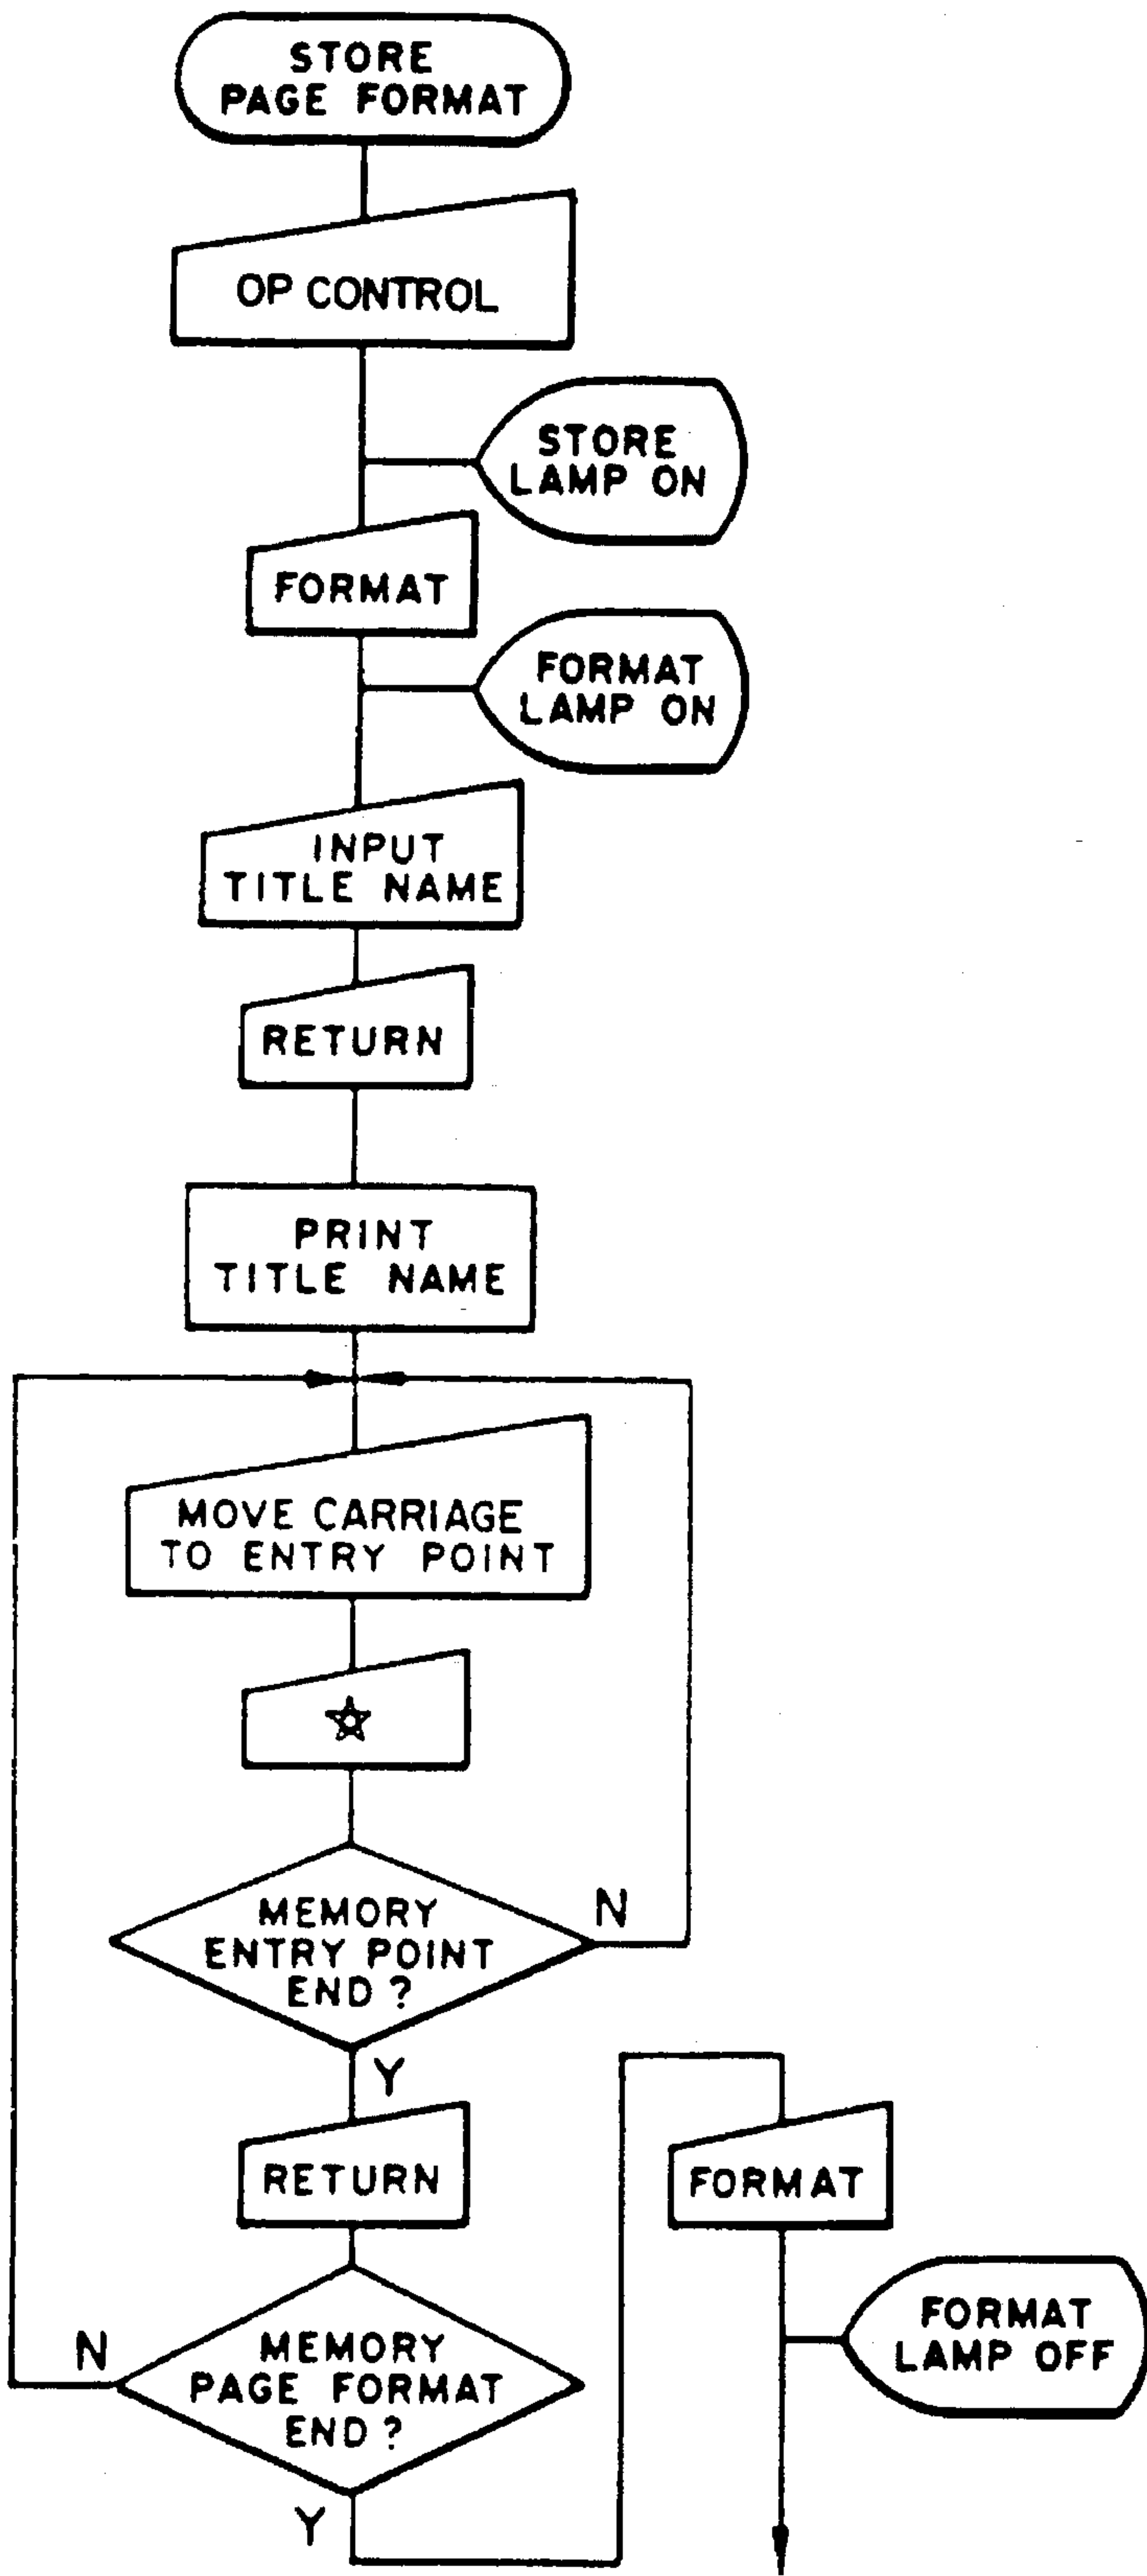 STORE
PAGE FORMAT
OP CONTROL
STORE
LAMP ON
FORMAT
FORMAT
LAMP ON
INPUT
TITLE NAME
RETURN
PRINT
TITLE NAME
MOVE CARRIAGE
TO ENTRY POINT
☆
MEMORY
ENTRY POINT
END ?
N
Y
RETURN
FORMAT
N
MEMORY
PAGE FORMAT
END ?
Y
FORMAT
LAMP OFF